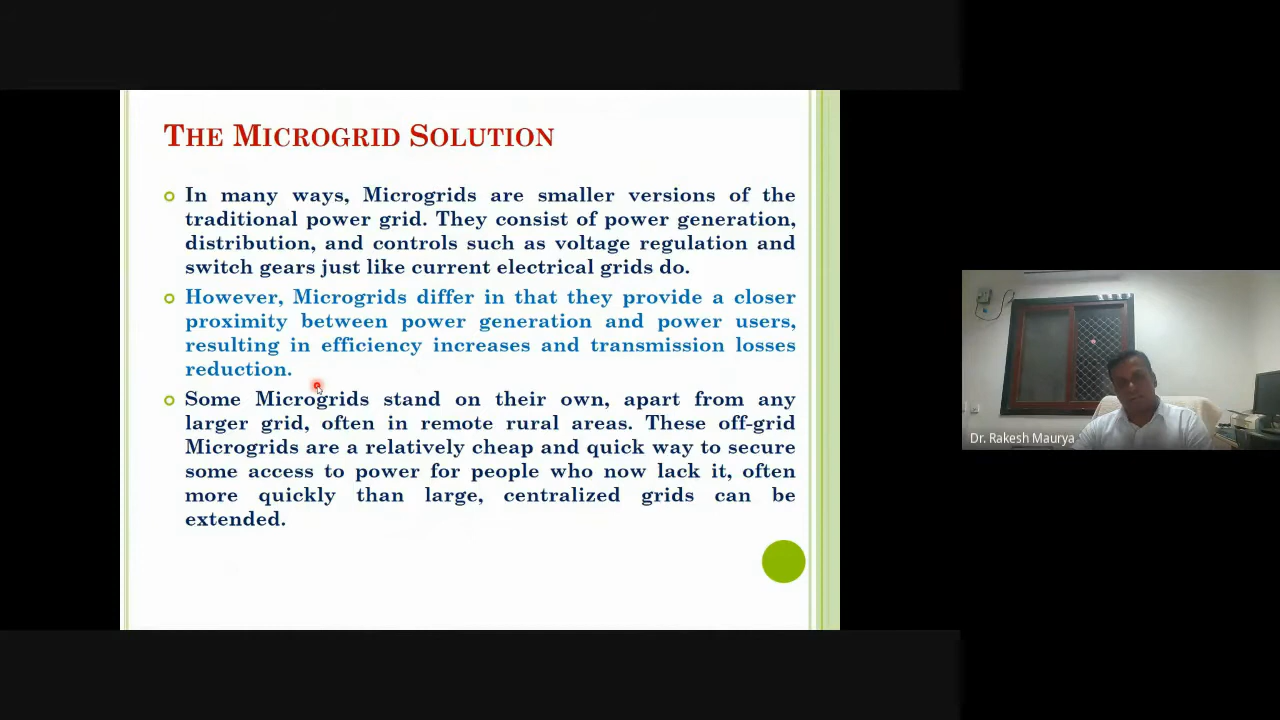 THE MICROGRID SOLUTION
In many ways, Microgrids are smaller versions of the
traditional power grid. They consist of power generation,
distribution, and controls such as voltage regulation and
switch gears just like current electrical grids do.
However, Microgrids differ in that they provide a closer
proximity between power generation and power users,
resulting in efficiency increases and transmission losses
reduction.
Some Microgrids stand on their own, apart from any
larger grid, often in remote rural areas. These off-grid
Microgrids are a relatively cheap and quick way to secure
some access to power for people who now lack it, often
more quickly than large, centralized grids can be
extended.
Dr. Rakesh Maurya